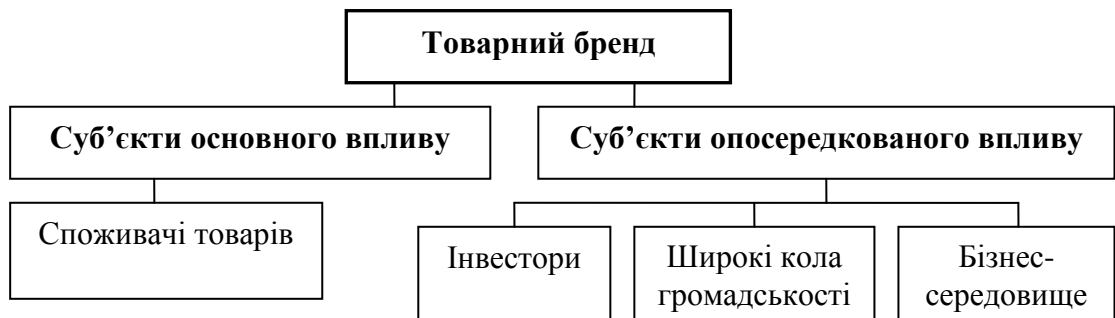 Товарний бренд
Суб’єкти основного впливу
Суб’єкти опосередкованого впливу
Споживачі товарів
Інвестори
Широкі кола
громадськості
Бізнес-
середовище